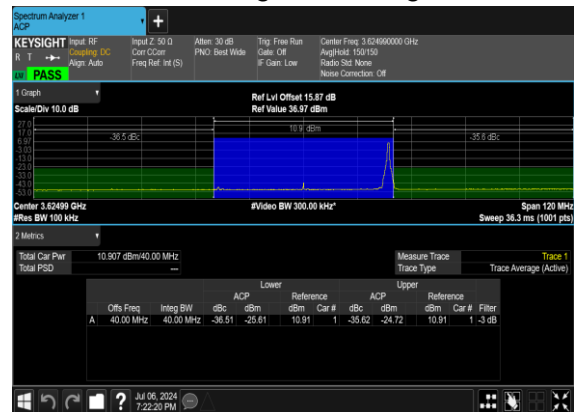 Spectrum Analyzer 1
ACP
+
KEYSIGHT Input: RF Input Z: 50 Ω Atten: 30 dB Trig: Free Run Center Freq: 3.624990000 GHz
R T Coupling: DC Corr CCorr PNO: Best Wide Gate: Off Avg|Hold: 150/150
Align: Auto Freq Ref: Int (S) IF Gain: Low Radio Std: None
PASS Noise Correction: Off
1 Graph
Ref Lvl Offset 15.87 dB
Scale/Div 10.0 dB Ref Value 36.97 dBm
27.0
17.0
6.97
-3.03
-13.0
-23.0
-33.0
-43.0
-53.0
-36.5 dBc 10.9 dBm -35.6 dBc
Center 3.62499 GHz #Video BW 300.00 kHz* Span 120 MHz
#Res BW 100 kHz Sweep 36.3 ms (1001 pts)
2 Metrics
Total Car Pwr 10.907 dBm/40.00 MHz Measure Trace Trace 1
Total PSD --- Trace Type Trace Average (Active)
Lower Upper
ACP Reference ACP Reference
Offs Freq Integ BW dBc dBm dBm Car # dBc dBm dBm Car # Filter
A 40.00 MHz 40.00 MHz -36.51 -25.61 10.91 1 -35.62 -24.72 10.91 1 -3 dB
? Jul 06, 2024
7:22:20 PM